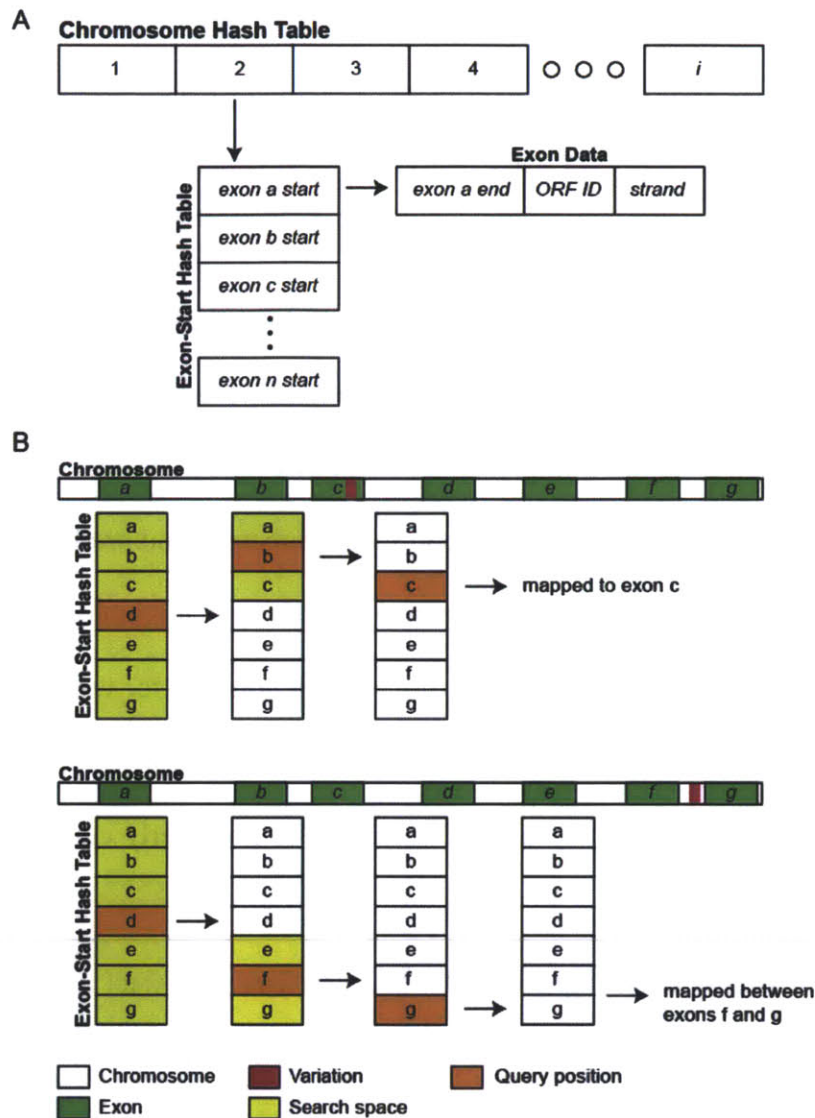 A
Chromosome Hash Table
1 2 3 4 i
Exon Data
Exon-Start Hash Table
exon a start
exon a end ORF ID strand
exon b start
exon c start
exon n start
B
Chromosome
a b c d e f g
Exon-Start Hash Table
a a a
b b b
c c c
mapped to exon c
d d d
e e e
f f f
g g g
Chromosome
a b c d e f g
Exon-Start Hash Table
a a a a
b b b b
c c c c
d d d d
e e e e
f f f f
g g g g
mapped between
exons f and g
Chromosome Variation Query position
Exon Search space